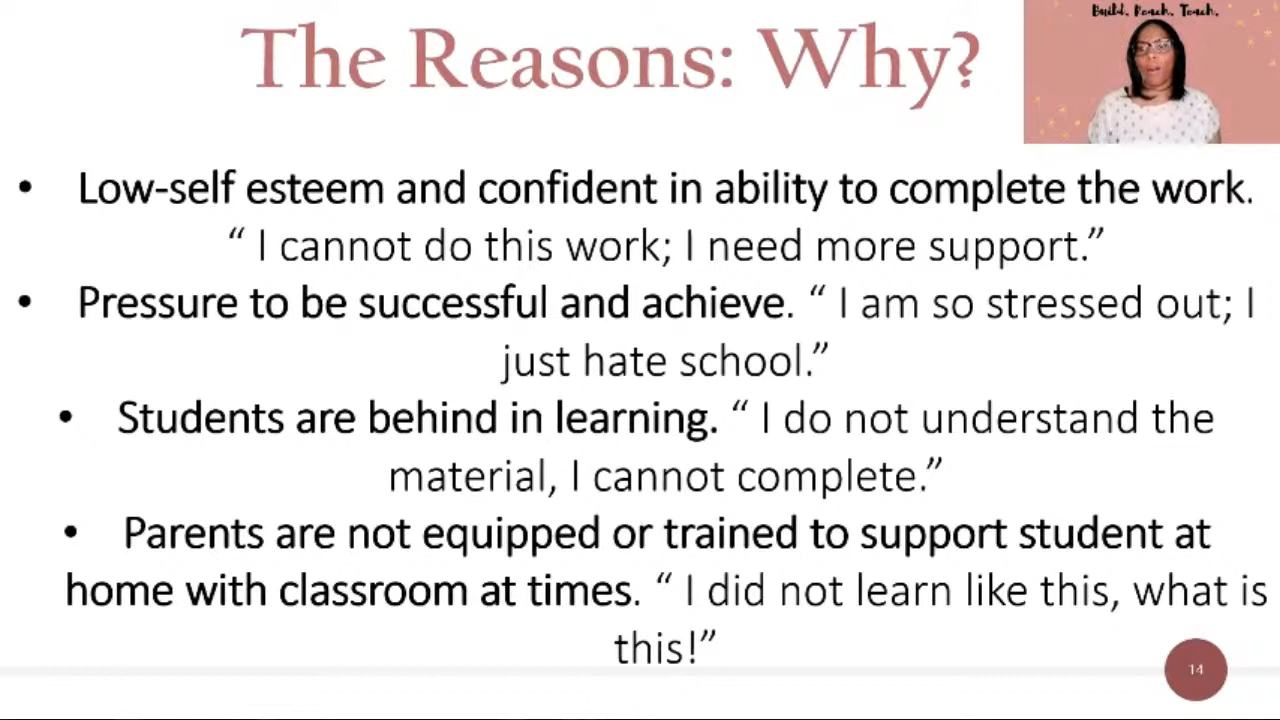 Build. Reach. Teach.
The Reasons: Why?
• Low-self esteem and confident in ability to complete the work.
“ I cannot do this work; I need more support.”
• Pressure to be successful and achieve. “ I am so stressed out; I
just hate school.”
• Students are behind in learning. “ I do not understand the
material, I cannot complete.”
• Parents are not equipped or trained to support student at
home with classroom at times. “ I did not learn like this, what is
this!”
14